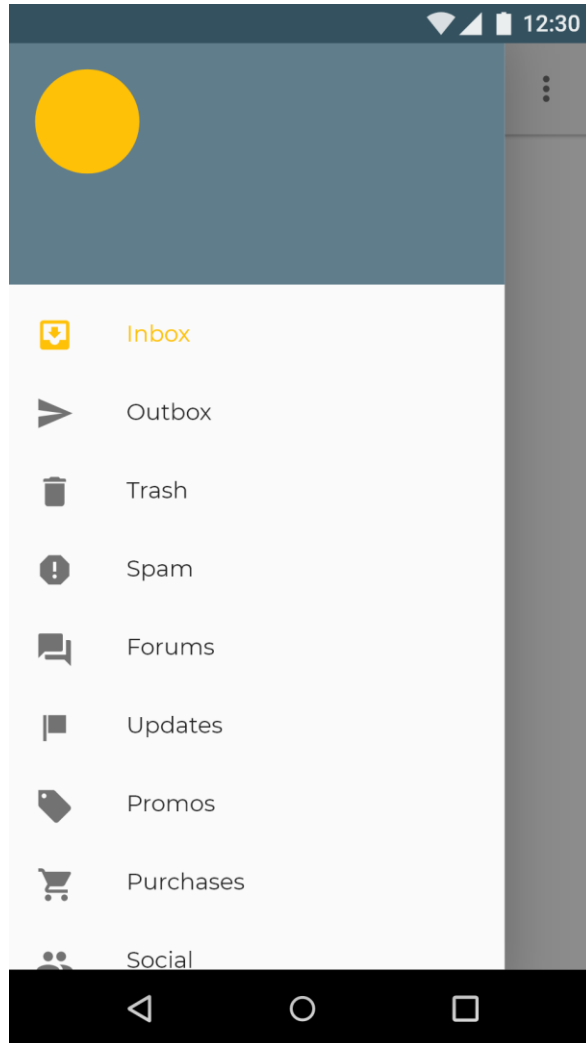 12:30
Inbox
Outbox
Trash
Spam
Forums
Updates
Promos
Purchases
Social